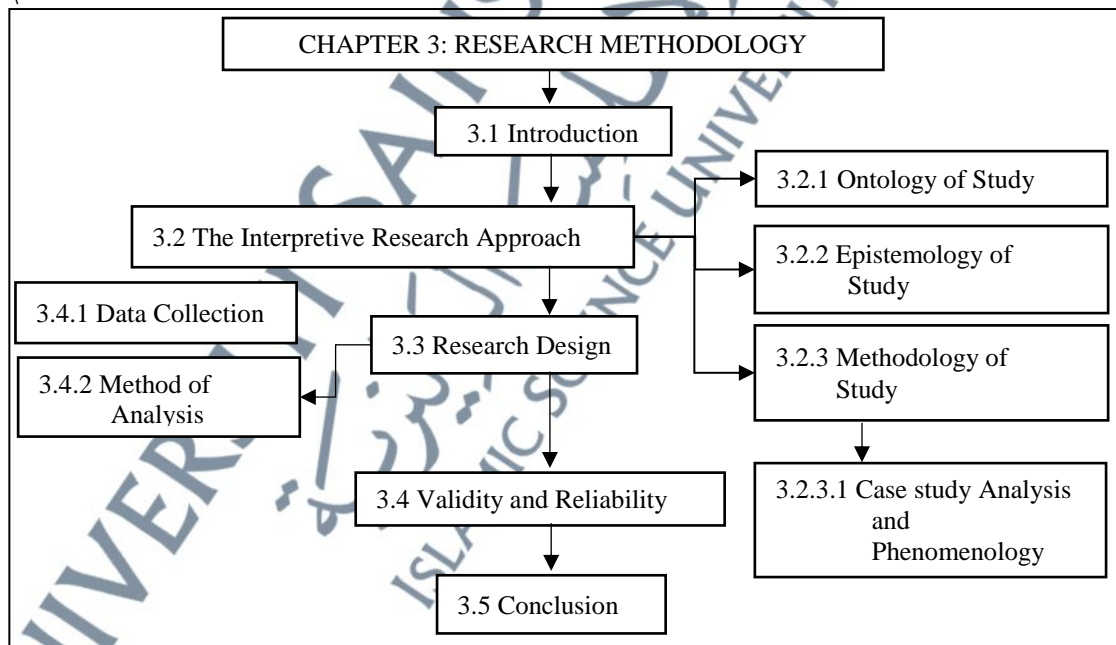 CHAPTER 3: RESEARCH METHODOLOGY
3.1 Introduction
3.2 The Interpretive Research Approach
3.2.1 Ontology of Study
3.2.2 Epistemology of
Study
3.2.3 Methodology of
Study
3.2.3.1 Case study Analysis
and
Phenomenology
3.3 Research Design
3.4.1 Data Collection
3.4.2 Method of
Analysis
3.4 Validity and Reliability
3.5 Conclusion
ISLAMIC SCIENCE